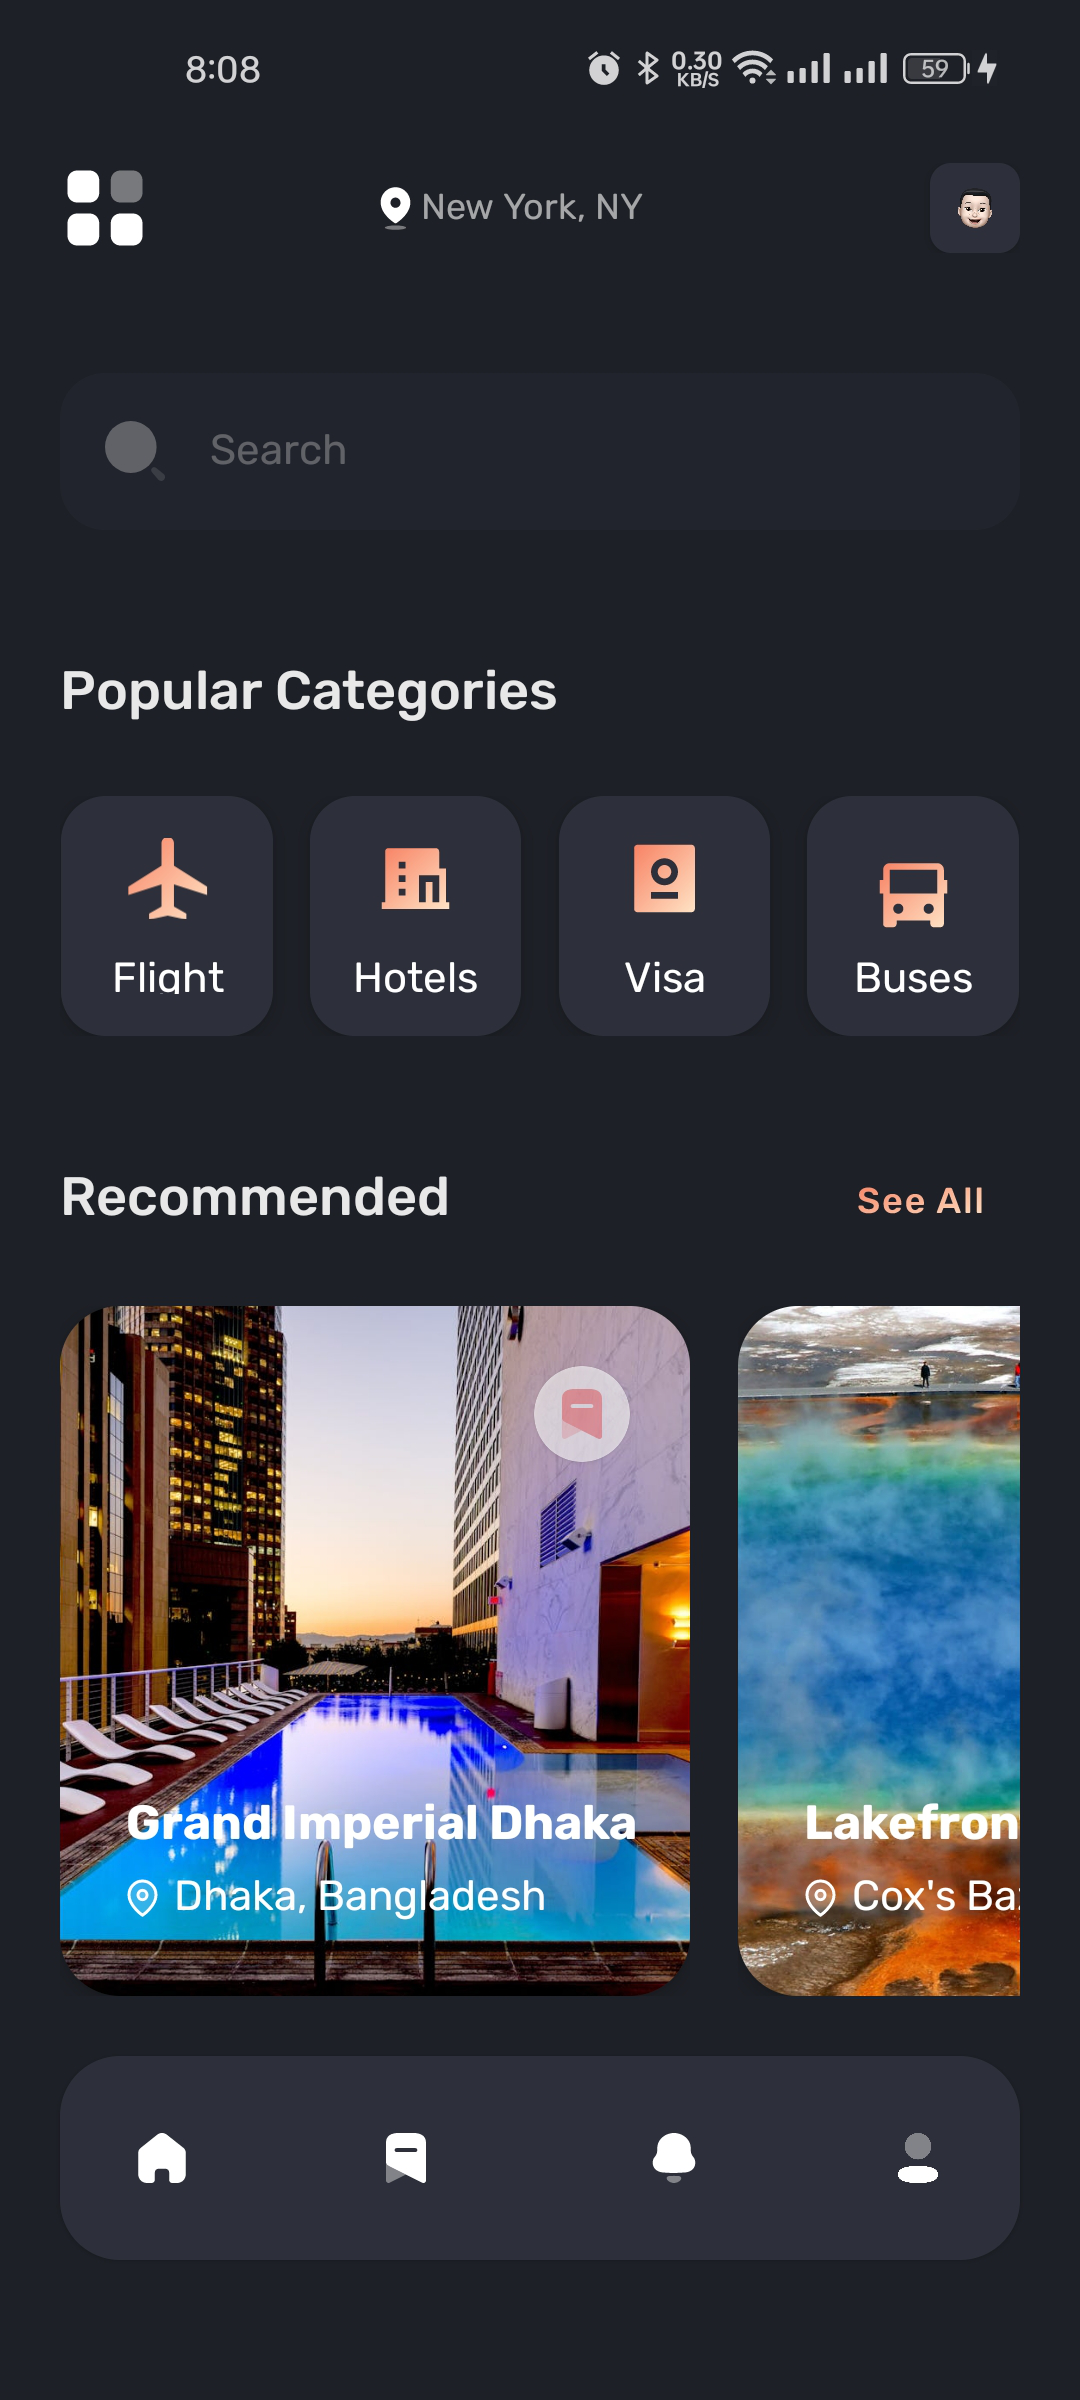 8:08
0.30
KB/S
59
New York, NY
Search
Popular Categories
Flight
Hotels
Visa
Buses
Recommended
See All
Grand Imperial Dhaka
Dhaka, Bangladesh
Lakefron
Cox's Ba